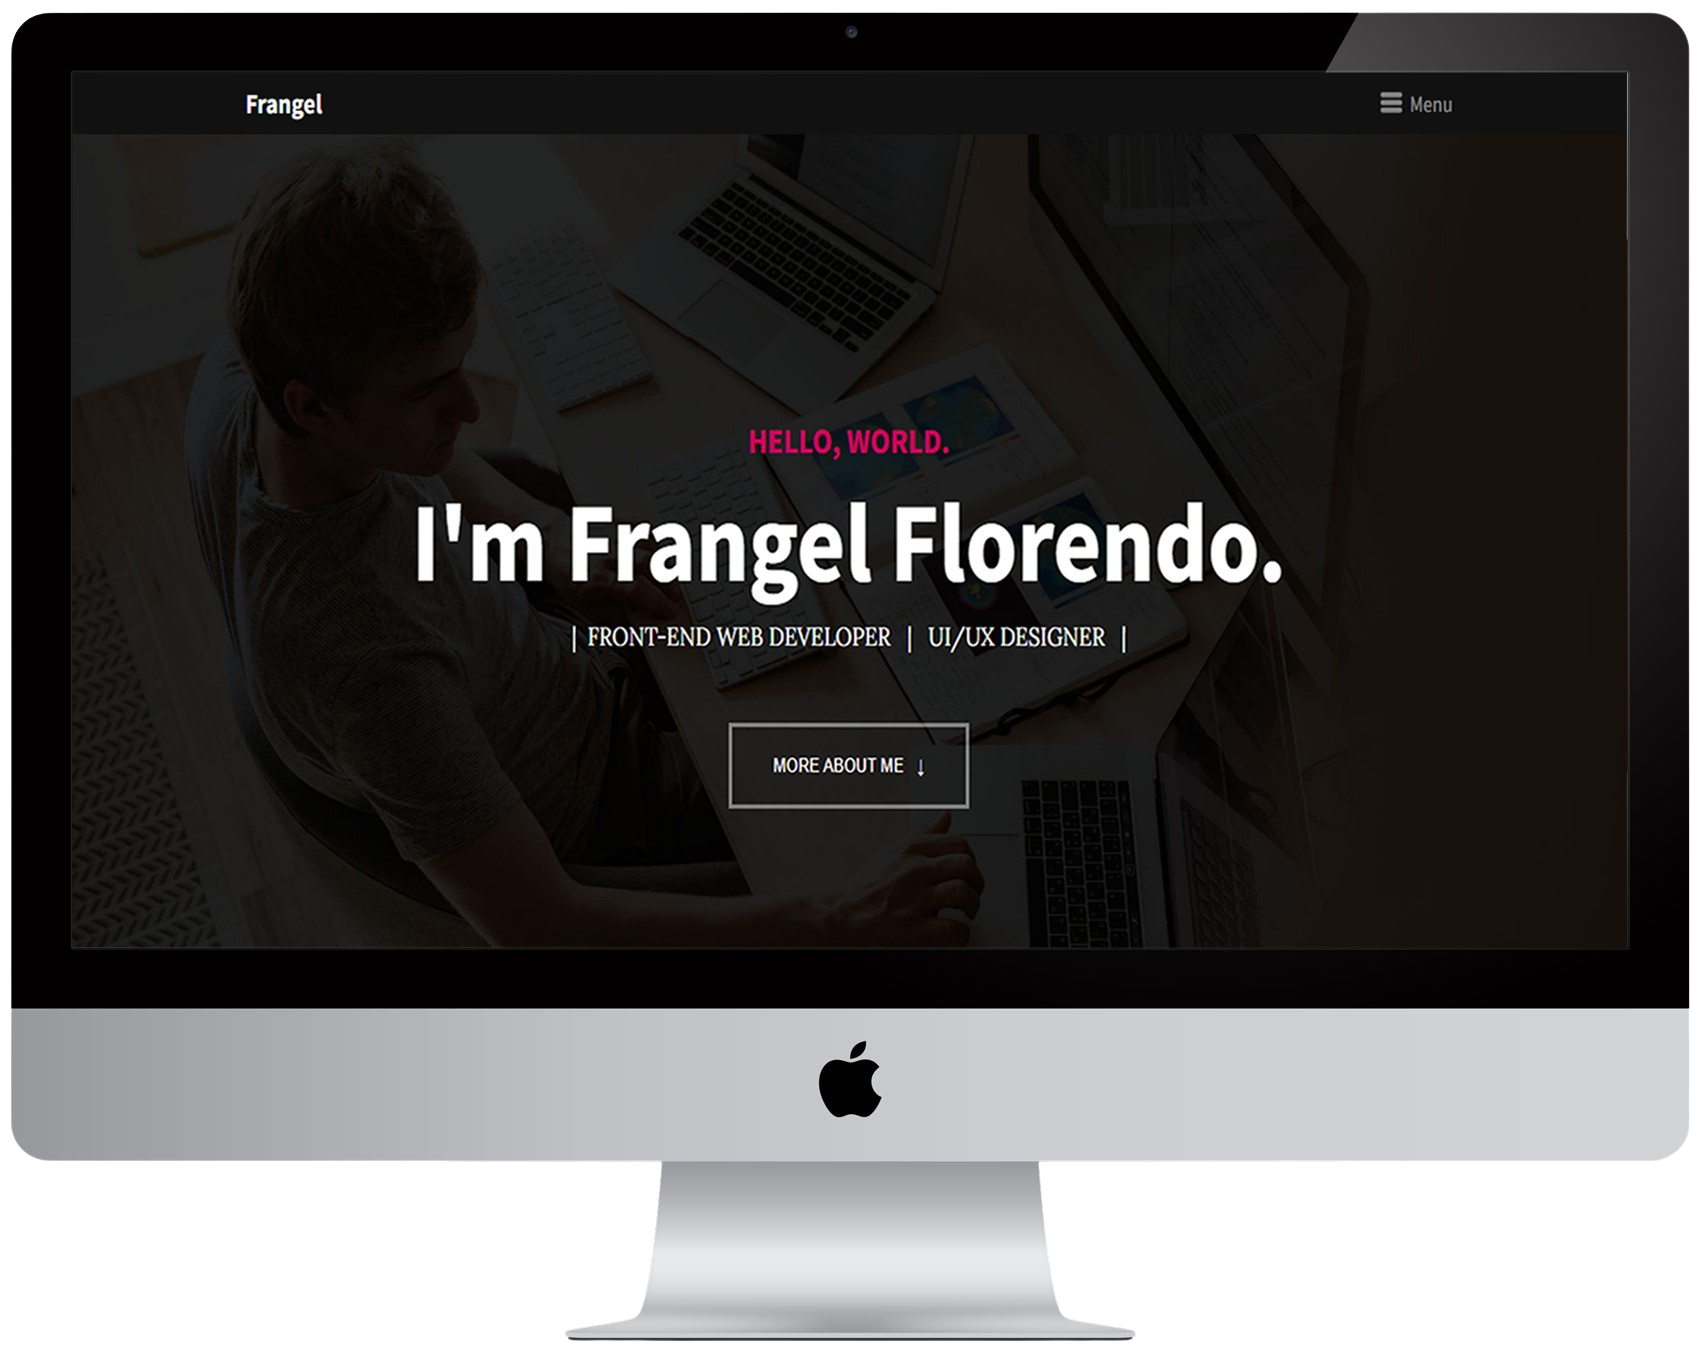 Frangel
Menu
HELLO, WORLD.
I'm Frangel Florendo.
| FRONT-END WEB DEVELOPER | UI/UX DESIGNER |
MORE ABOUT ME ↓